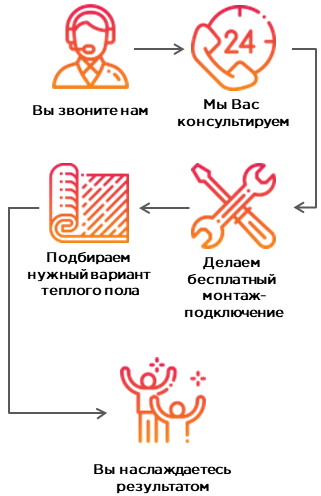 Вы звоните нам
24
Мы Вас
консультируем
Делаем
бесплатный
монтаж-
подключение
Подбираем
нужный вариант
теплого пола
Вы наслаждаетесь
результатом